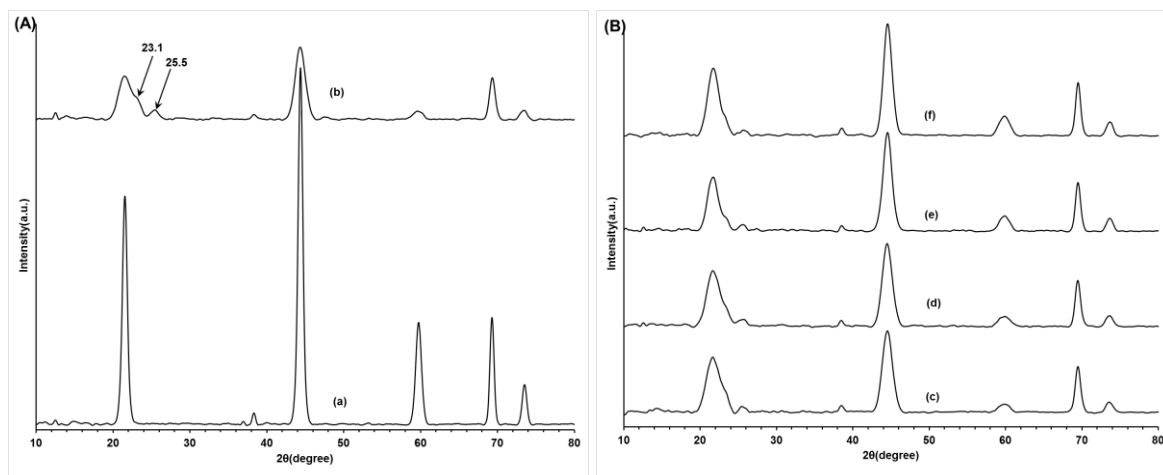 (A)
23.1
25.5
(b)
(a)
Intensity(a.u.)
10 20 30 40 50 60 70 80
2θ(degree)
(B)
(f)
(e)
(d)
(c)
Intensity(a.u.)
10 20 30 40 50 60 70 80
2θ(degree)